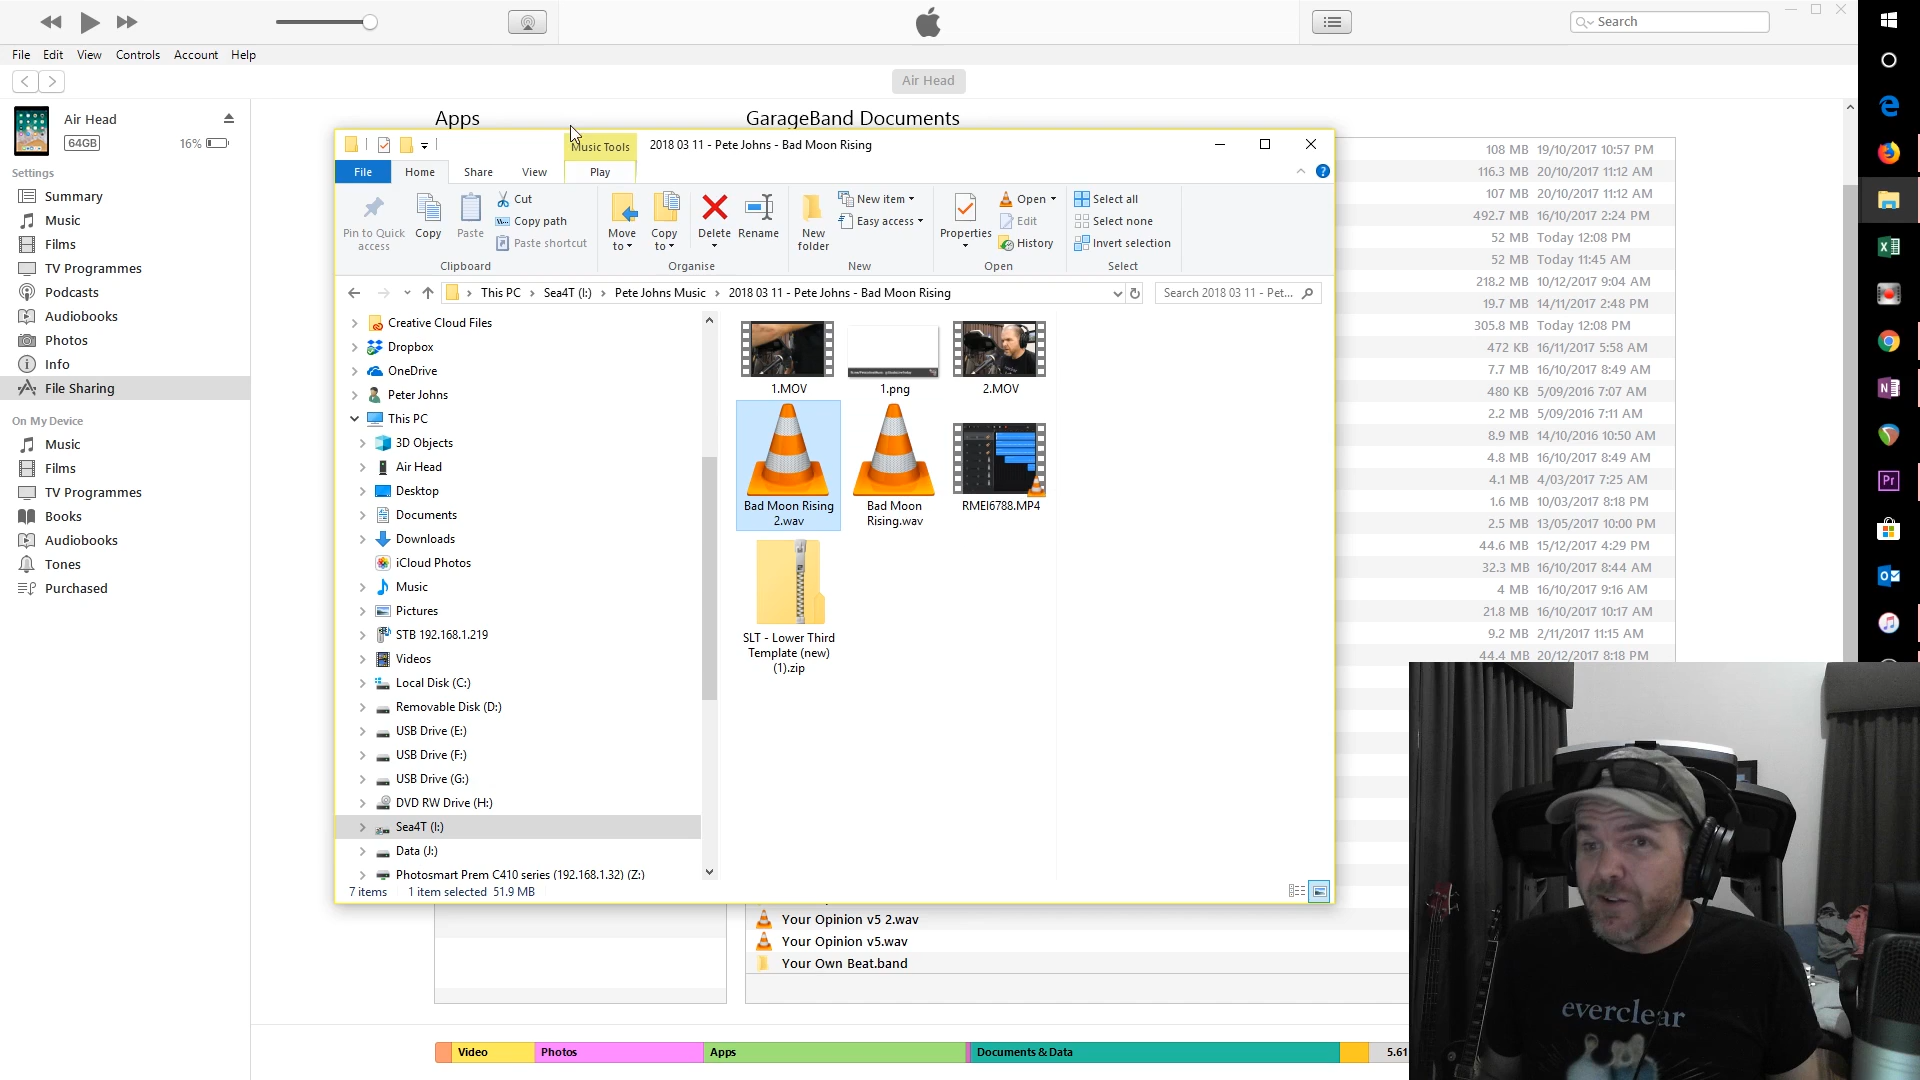 Search
File Edit View Controls Account Help
Air Head
Air Head
64GB
16%
Settings
Summary
Music
Films
TV Programmes
Podcasts
Audiobooks
Photos
Info
File Sharing
On My Device
Music
Films
TV Programmes
Books
Audiobooks
Tones
Purchased
Apps
GarageBand Documents
Music Tools
2018 03 11 - Pete Johns - Bad Moon Rising
File Home Share View Play
Pin to Quick access
Copy
Paste
Cut
Copy path
Paste shortcut
Clipboard
Move to
Copy to
Delete
Rename
Organise
New folder
New item
Easy access
New
Properties
Open
Edit
History
Open
Select all
Select none
Invert selection
Select
This PC
Sea4T (I:)
Pete Johns Music
2018 03 11 - Pete Johns - Bad Moon Rising
Search 2018 03 11 - Pet...
Creative Cloud Files
Dropbox
OneDrive
Peter Johns
This PC
3D Objects
Air Head
Desktop
Documents
Downloads
iCloud Photos
Music
Pictures
STB 192.168.1.219
Videos
Local Disk (C:)
Removable Disk (D:)
USB Drive (E:)
USB Drive (F:)
USB Drive (G:)
DVD RW Drive (H:)
Sea4T (I:)
Data (J:)
Photosmart Prem C410 series (192.168.1.32) (Z:)
1.MOV
1.png
2.MOV
Bad Moon Rising
2.wav
Bad Moon
Rising.wav
RMEI6788.MP4
SLT - Lower Third
Template (new)
(1).zip
7 items
1 item selected 51.9 MB
108 MB 19/10/2017 10:57 PM
116.3 MB 20/10/2017 11:12 AM
107 MB 20/10/2017 11:12 AM
492.7 MB 16/10/2017 2:24 PM
52 MB Today 12:08 PM
52 MB Today 11:45 AM
218.2 MB 10/12/2017 9:04 AM
19.7 MB 14/11/2017 2:48 PM
305.8 MB Today 12:08 PM
472 KB 16/11/2017 5:58 AM
7.7 MB 16/10/2017 8:49 AM
480 KB 5/09/2016 7:07 AM
2.2 MB 5/09/2016 7:11 AM
8.9 MB 14/10/2016 10:50 AM
4.8 MB 16/10/2017 8:49 AM
4.1 MB 4/03/2017 7:25 AM
1.6 MB 10/03/2017 8:18 PM
2.5 MB 13/05/2017 10:00 PM
44.6 MB 15/12/2017 4:29 PM
32.3 MB 16/10/2017 8:44 AM
4 MB 16/10/2017 9:16 AM
21.8 MB 16/10/2017 10:17 AM
9.2 MB 2/11/2017 11:15 AM
44.4 MB 20/12/2017 8:18 PM
Your Opinion v5 2.wav
Your Opinion v5.wav
Your Own Beat.band
Video
Photos
Apps
Documents & Data
5.61
Pr
everclear